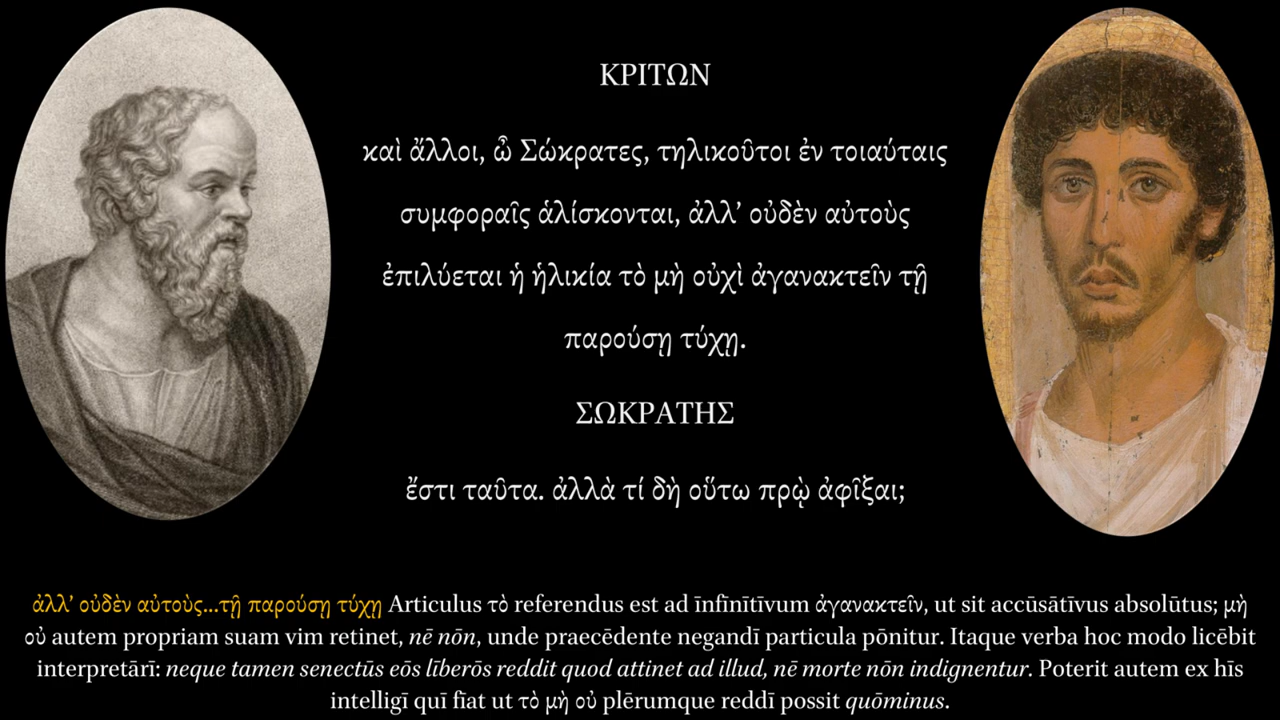 ΚΡΙΤΩΝ
καὶ ἄλλοι, ὦ Σώκρατες, τηλικοῦτοι ἐν τοιαύταις
συμφοραῖς ἁλίσκονται, ἀλλ’ οὐδὲν αὐτοὺς
ἐπιλύεται ἡ ἡλικία τὸ μὴ οὐχὶ ἀγανακτεῖν τῇ
παρούσῃ τύχῃ.
ΣΩΚΡΑΤΗΣ
ἔστι ταῦτα. ἀλλὰ τί δὴ οὕτω πρῲ ἀφῖξαι;
ἀλλ’ οὐδὲν αὐτοὺς...τῇ παρούσῃ τύχῃ Articulus τὸ referendus est ad īnfīnītīvum ἀγανακτεῖν, ut sit accūsātīvus absolūtus; μὴ
οὐ autem propriam suam vim retinet, nē nōn, unde praecēdente negandī particula pōnitur. Itaque verba hoc modo licēbit
interpretārī: neque tamen senectūs eōs līberōs reddit quod attinet ad illud, nē morte nōn indignentur. Poterit autem ex hīs
intelligī quī fīat ut τὸ μὴ οὐ plērumque reddī possit quōminus.